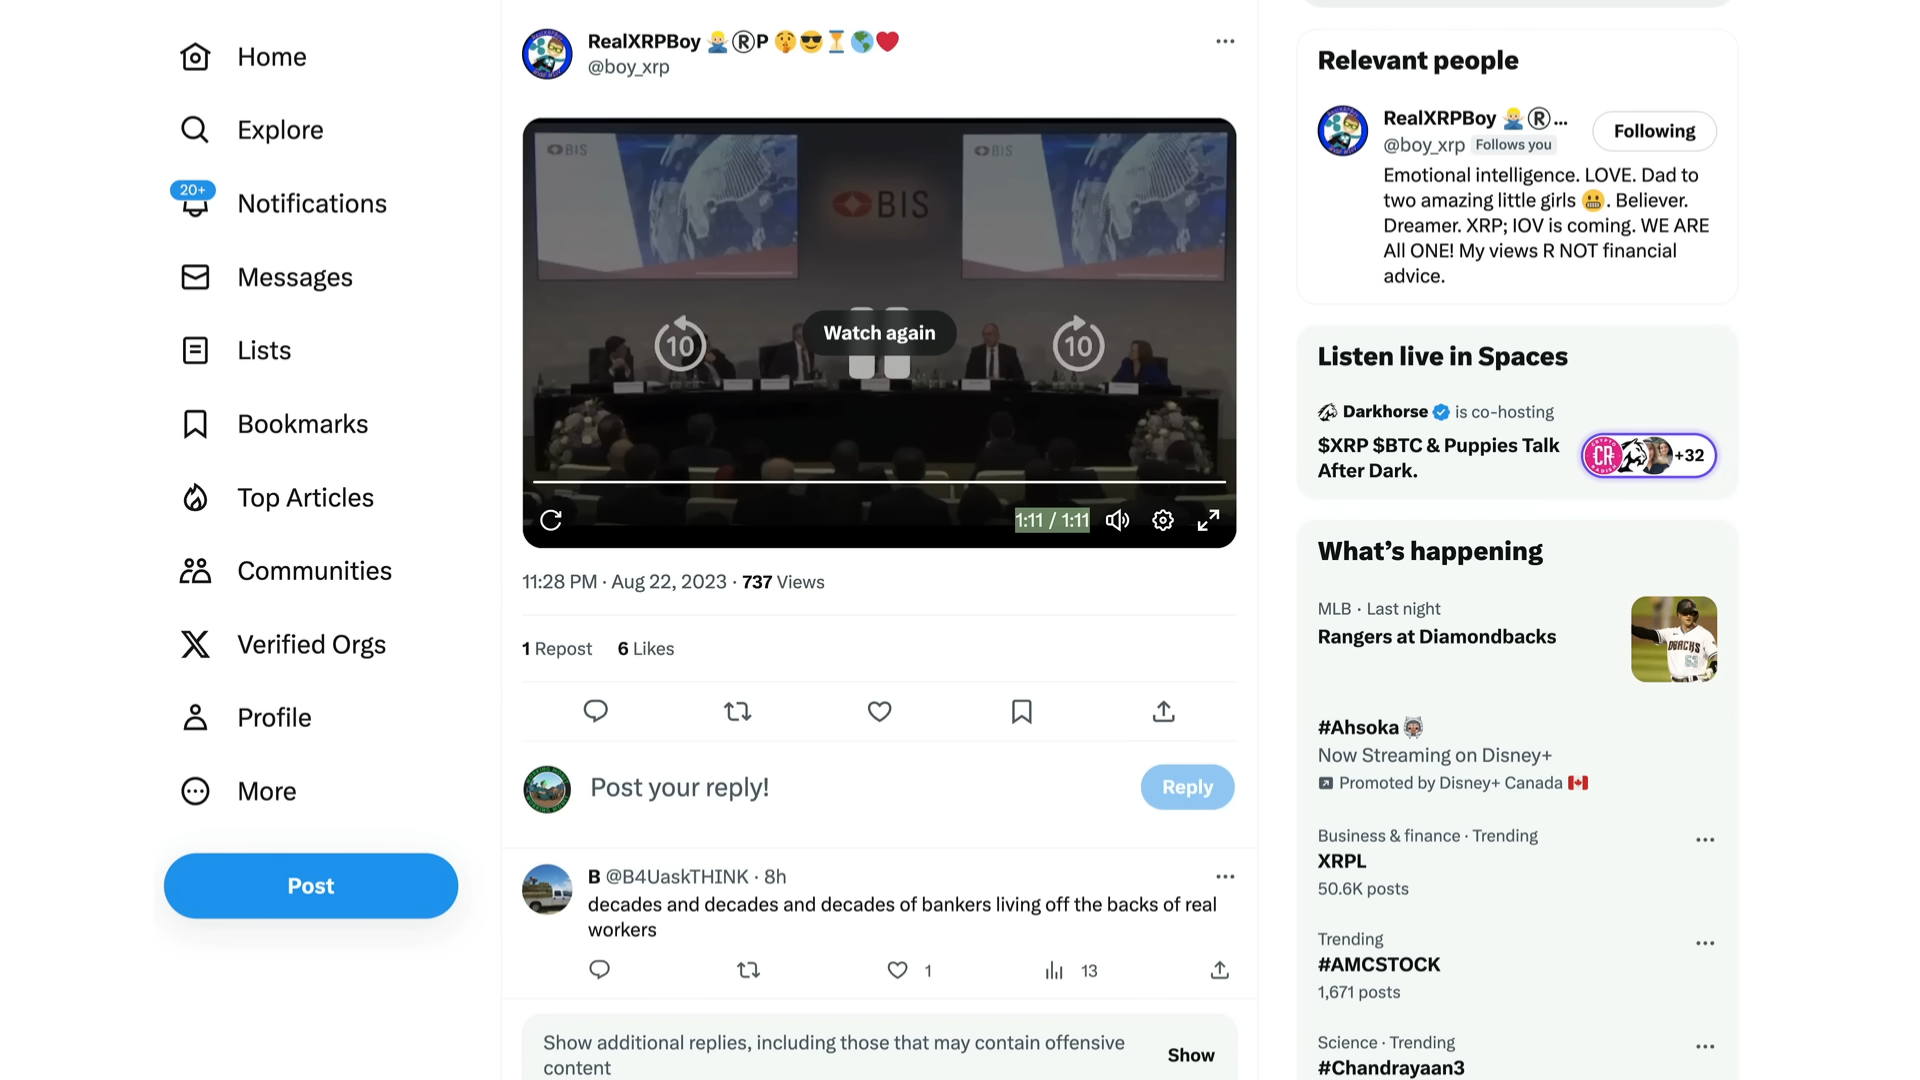 Home
Explore
20+
Notifications
Messages
Lists
Bookmarks
Top Articles
Communities
Verified Orgs
Profile
More
Post
RealXRPBoy 🙅🏼‍♂️ ⓇP 🤫😎⏳🌎❤️
@boy_xrp
BIS
BIS
BIS
10
Watch again
10
1:11 / 1:11
11:28 PM · Aug 22, 2023 · 737 Views
1 Repost 6 Likes
Post your reply!
Reply
B @B4UaskTHINK · 8h
decades and decades and decades of bankers living off the backs of real
workers
1
13
Show additional replies, including those that may contain offensive
content
Show
Relevant people
RealXRPBoy 🙅🏼‍♂️ Ⓡ...
@boy_xrp Follows you
Following
Emotional intelligence. LOVE. Dad to
two amazing little girls 😬. Believer.
Dreamer. XRP; IOV is coming. WE ARE
All ONE! My views R NOT financial
advice.
Listen live in Spaces
Darkhorse is co-hosting
$XRP $BTC & Puppies Talk
After Dark.
CR
+32
What’s happening
MLB · Last night
Rangers at Diamondbacks
#Ahsoka
Now Streaming on Disney+
Promoted by Disney+ Canada 🇨🇦
Business & finance · Trending
XRPL
50.6K posts
Trending
#AMCSTOCK
1,671 posts
Science · Trending
#Chandrayaan3